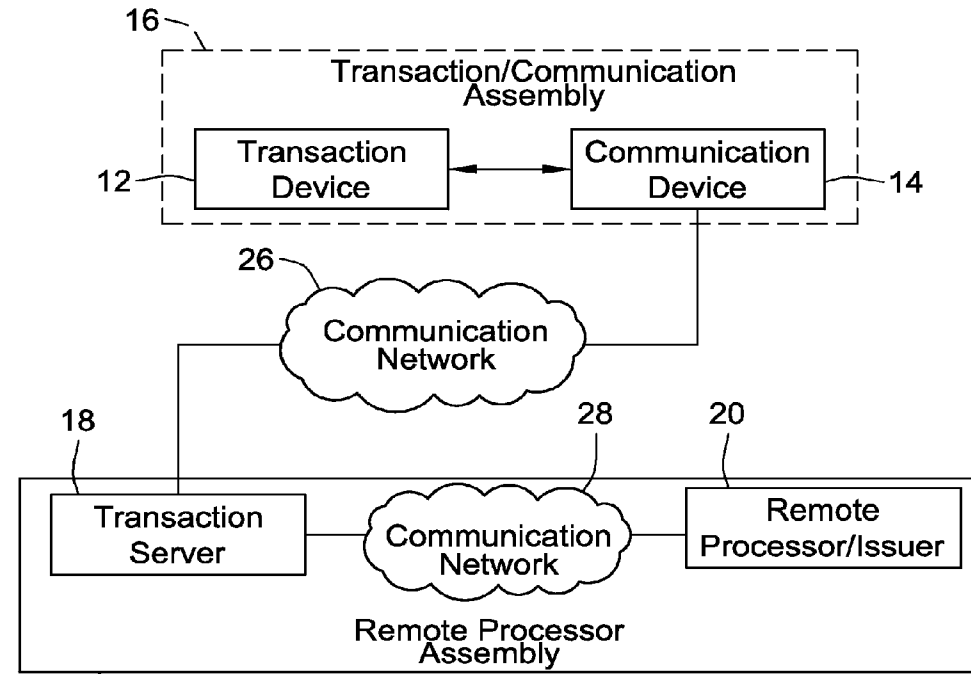 16
Transaction/Communication
Assembly
Transaction
Device
Communication
Device
12
14
26
Communication
Network
18
28
20
Transaction
Server
Communication
Network
Remote
Processor/Issuer
Remote Processor
Assembly